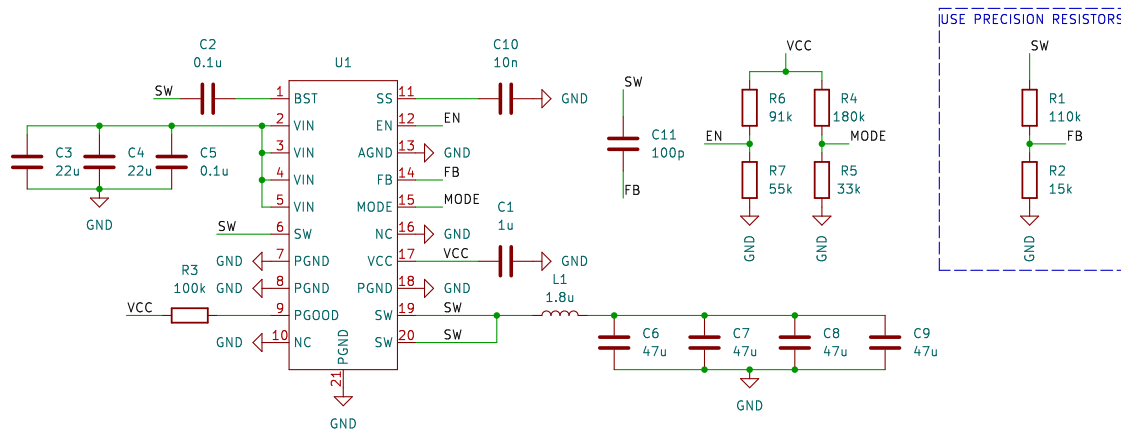 USE PRECISION RESISTORS
C2
0.1u
SW
U1
C10
10n
GND
1 BST
2 VIN
3 VIN
4 VIN
5 VIN
6 SW
7 PGND
8 PGND
9 PGOOD
10 NC
PGND
21
GND
SS 11
EN 12
AGND 13
FB 14
MODE 15
NC 16
VCC 17
PGND 18
SW 19
SW 20
EN
GND
FB
MODE
GND
VCC
GND
SW
SW
C1
1u
GND
C3
22u
C4
22u
C5
0.1u
GND
SW
GND
GND
R3
100k
VCC
GND
L1
1.8u
C6
47u
C7
47u
C8
47u
C9
47u
GND
SW
C11
100p
FB
VCC
R6
91k
R4
180k
EN
MODE
R7
55k
R5
33k
GND
GND
SW
R1
110k
FB
R2
15k
GND